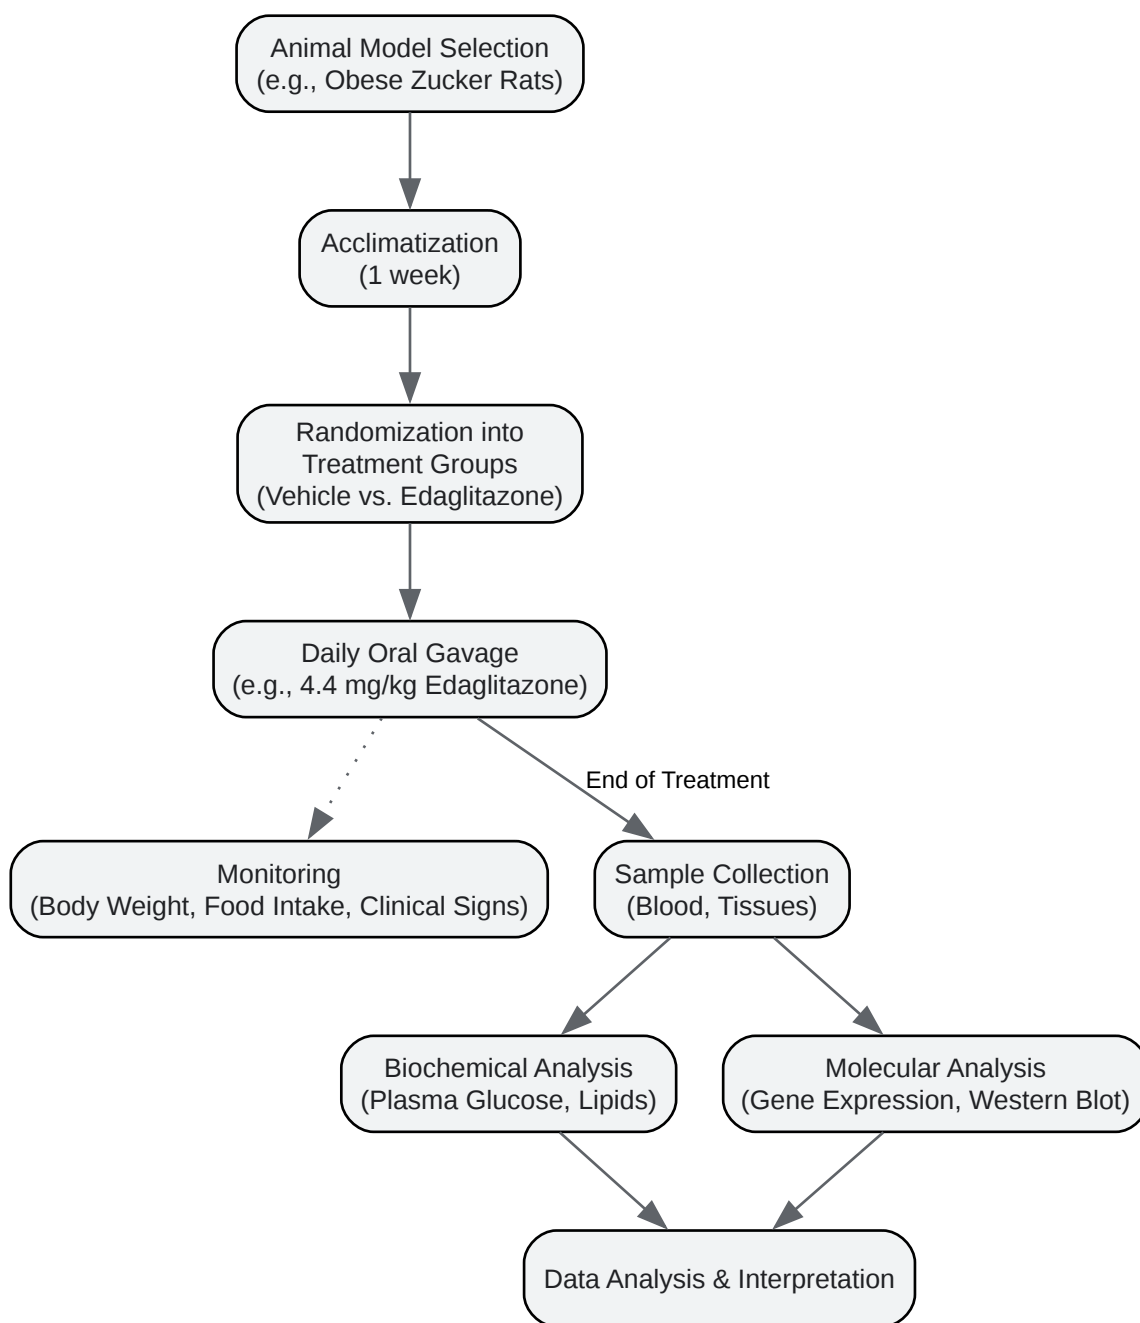 Animal Model Selection
(e.g., Obese Zucker Rats)
Acclimatization
(1 week)
Randomization into
Treatment Groups
(Vehicle vs. Edaglitazone)
Daily Oral Gavage
(e.g., 4.4 mg/kg Edaglitazone)
End of Treatment
Monitoring
(Body Weight, Food Intake, Clinical Signs)
Sample Collection
(Blood, Tissues)
Biochemical Analysis
(Plasma Glucose, Lipids)
Molecular Analysis
(Gene Expression, Western Blot)
Data Analysis & Interpretation